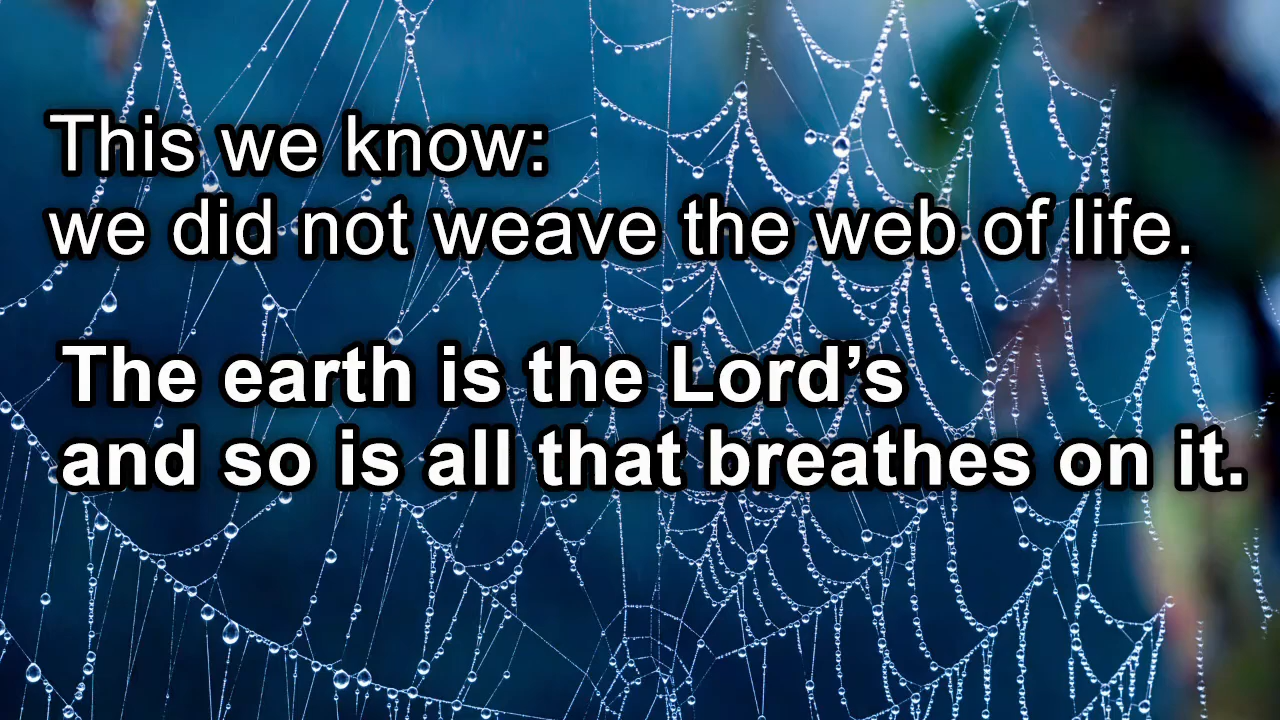 This we know:
we did not weave the web of life.
The earth is the Lord’s
and so is all that breathes on it.